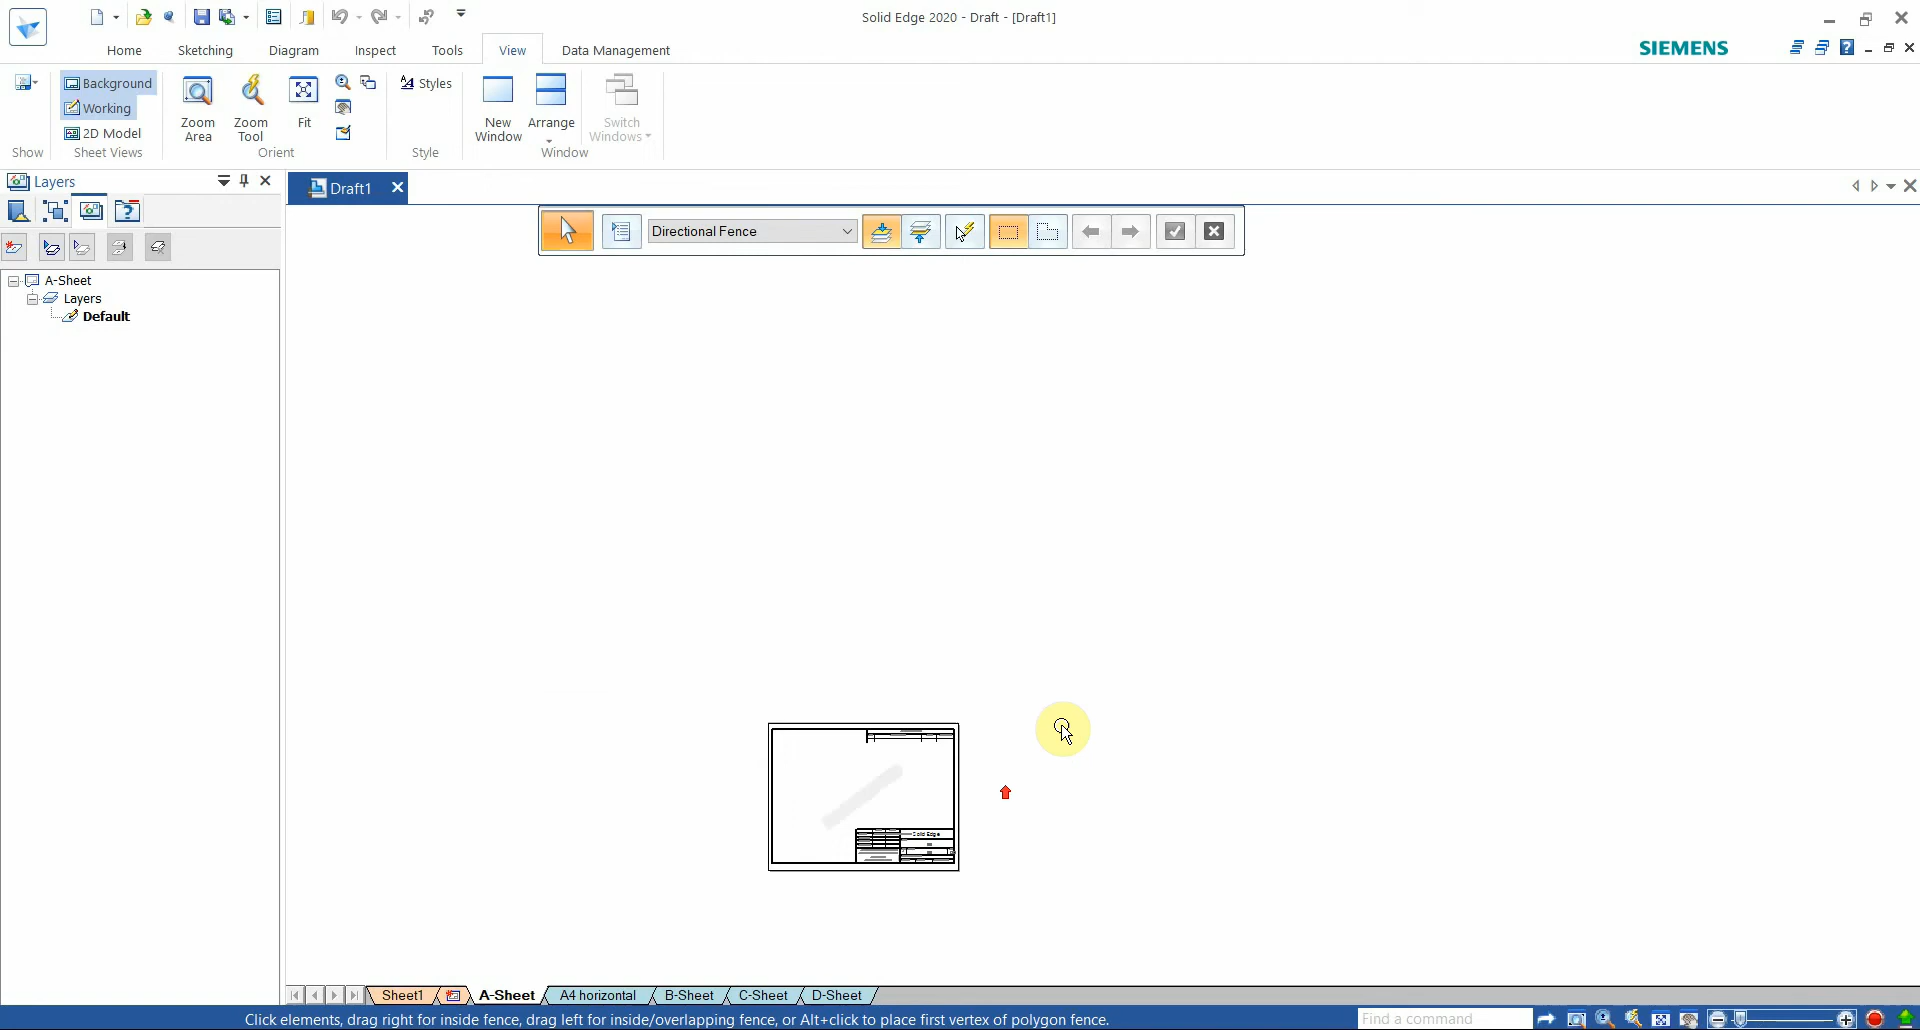 Solid Edge 2020 - Draft - [Draft1]
Home Sketching Diagram Inspect Tools View Data Management
SIEMENS
Background
Working
2D Model
Zoom Area
Zoom Tool
Fit
Styles
New Window
Arrange
Switch Windows
Show Sheet Views Orient Style Window
Layers
Draft1
Directional Fence
A-Sheet
Layers
Default
Solid Edge
Sheet1 A-Sheet A4 horizontal B-Sheet C-Sheet D-Sheet
Click elements, drag right for inside fence, drag left for inside/overlapping fence, or Alt+click to place first vertex of polygon fence.
Find a command